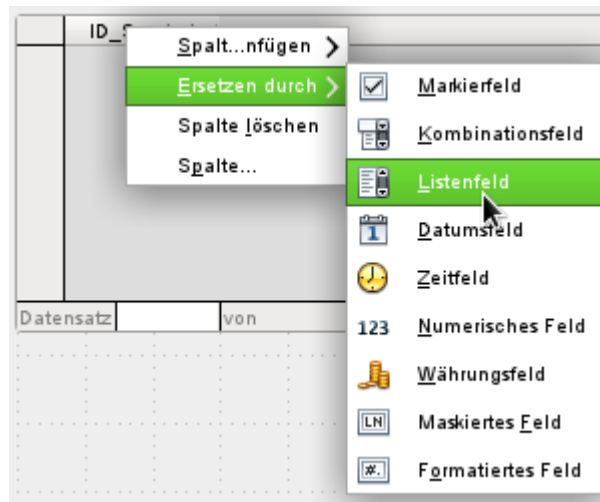 ID_S
Spalt...nfügen
Ersetzen durch
Spalte löschen
Spalte...
Markierfeld
Kombinationsfeld
Listenfeld
Datumsfeld
Zeitfeld
123 Numerisches Feld
Währungsfeld
LN Maskiertes Feld
#. Formatiertes Feld
Datensatz
von
1